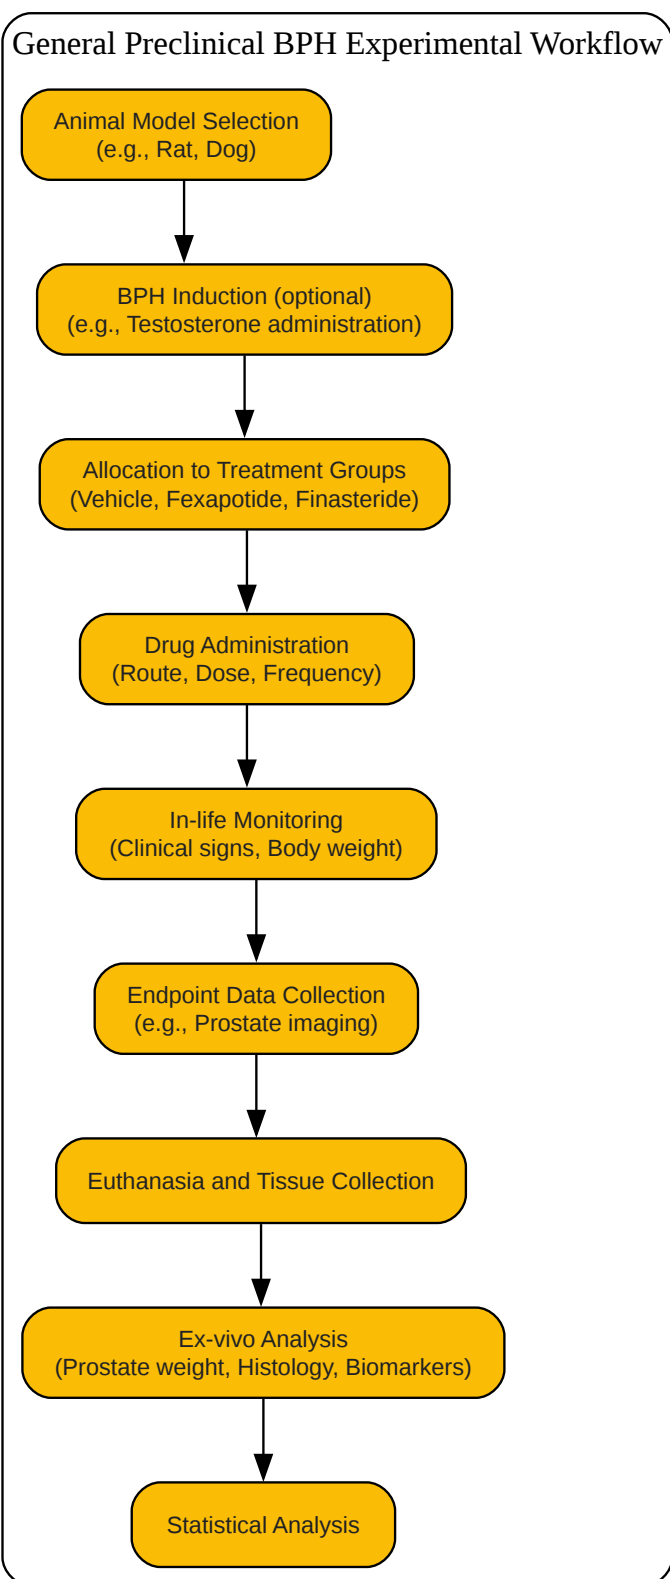 General Preclinical BPH Experimental Workflow
Animal Model Selection
(e.g., Rat, Dog)
BPH Induction (optional)
(e.g., Testosterone administration)
Allocation to Treatment Groups
(Vehicle, Fexapotide, Finasteride)
Drug Administration
(Route, Dose, Frequency)
In-life Monitoring
(Clinical signs, Body weight)
Endpoint Data Collection
(e.g., Prostate imaging)
Euthanasia and Tissue Collection
Ex-vivo Analysis
(Prostate weight, Histology, Biomarkers)
Statistical Analysis